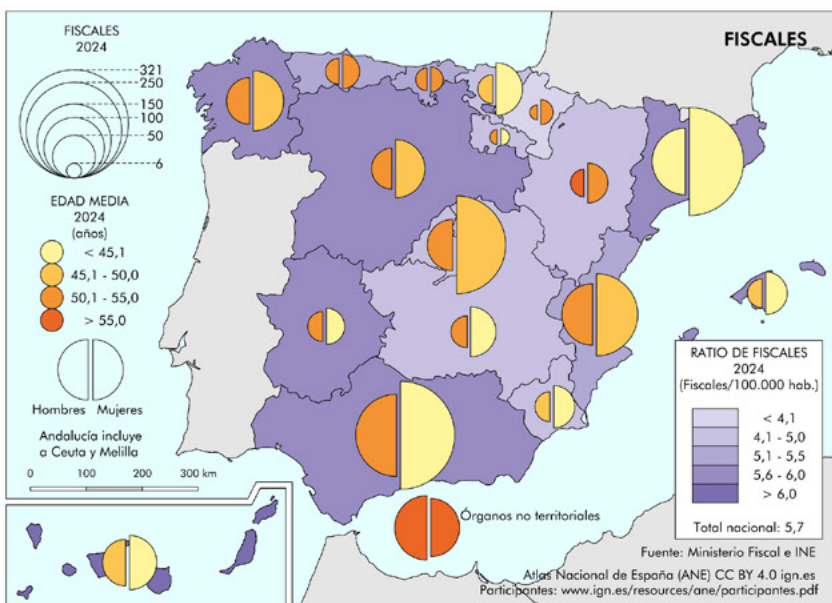 FISCALES
FISCALES
2024
321
250
150
100
50
6
EDAD MEDIA
2024
(años)
< 45,1
45,1 - 50,0
50,1 - 55,0
> 55,0
Hombres Mujeres
Andalucía incluye
a Ceuta y Melilla
0 100 200 300 km
RATIO DE FISCALES
2024
(Fiscales/100.000 hab.)
< 4,1
4,1 - 5,0
5,1 - 5,5
5,6 - 6,0
> 6,0
Total nacional: 5,7
Órganos no territoriales
Fuente: Ministerio Fiscal e INE
Atlas Nacional de España (ANE) CC BY 4.0 ign.es
Participantes: www.ign.es/resources/ane/participantes.pdf